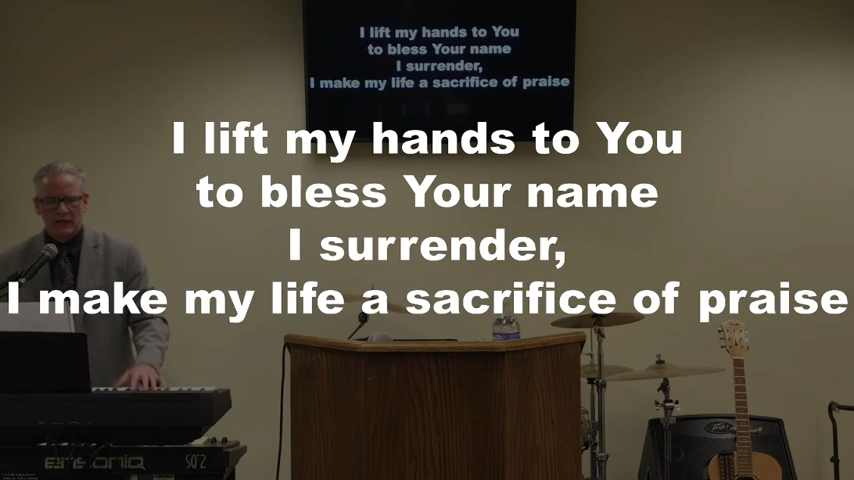 I lift my hands to You
to bless Your name
I surrender,
I make my life a sacrifice of praise
I lift my hands to You
to bless Your name
I surrender,
I make my life a sacrifice of praise
ensoniq SQ2
PEAVEY